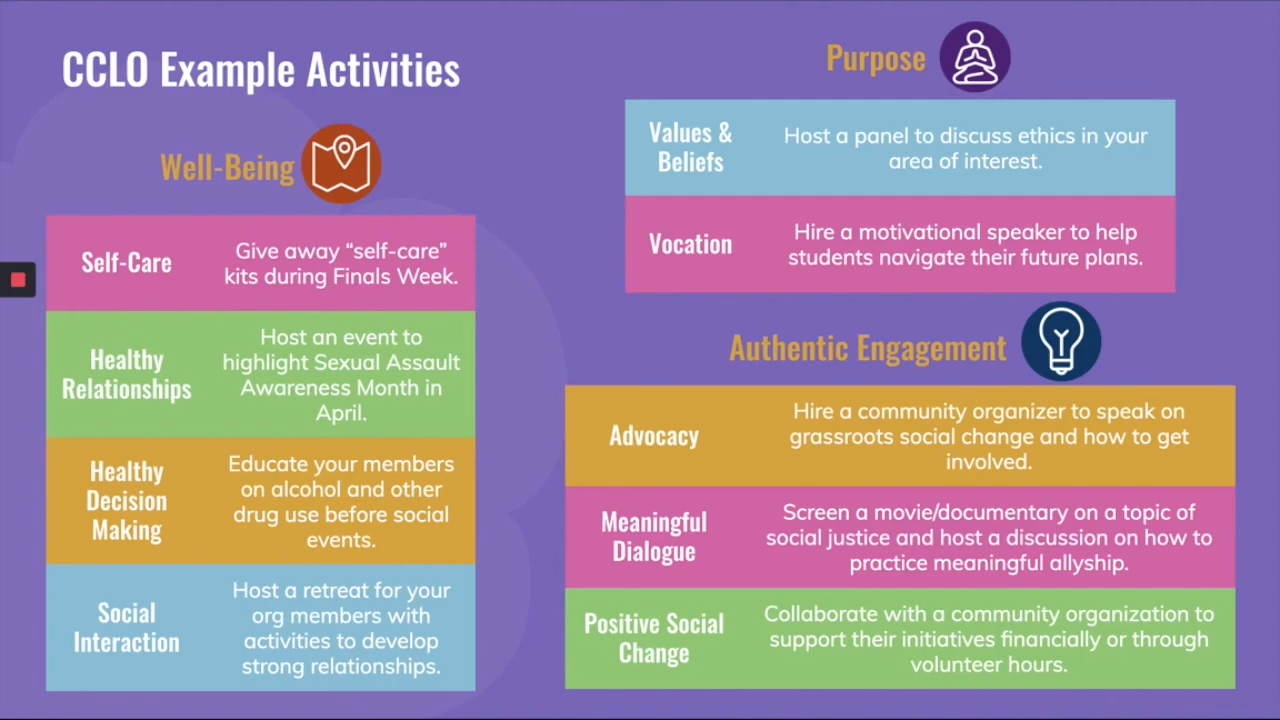 CCLO Example Activities
Well-Being
Self-Care
Give away “self-care”
kits during Finals Week.
Healthy
Relationships
Host an event to
highlight Sexual Assault
Awareness Month in
April.
Healthy
Decision
Making
Educate your members
on alcohol and other
drug use before social
events.
Social
Interaction
Host a retreat for your
org members with
activities to develop
strong relationships.
Purpose
Values &
Beliefs
Host a panel to discuss ethics in your
area of interest.
Vocation
Hire a motivational speaker to help
students navigate their future plans.
Authentic Engagement
Advocacy
Hire a community organizer to speak on
grassroots social change and how to get
involved.
Meaningful
Dialogue
Screen a movie/documentary on a topic of
social justice and host a discussion on how to
practice meaningful allyship.
Positive Social
Change
Collaborate with a community organization to
support their initiatives financially or through
volunteer hours.